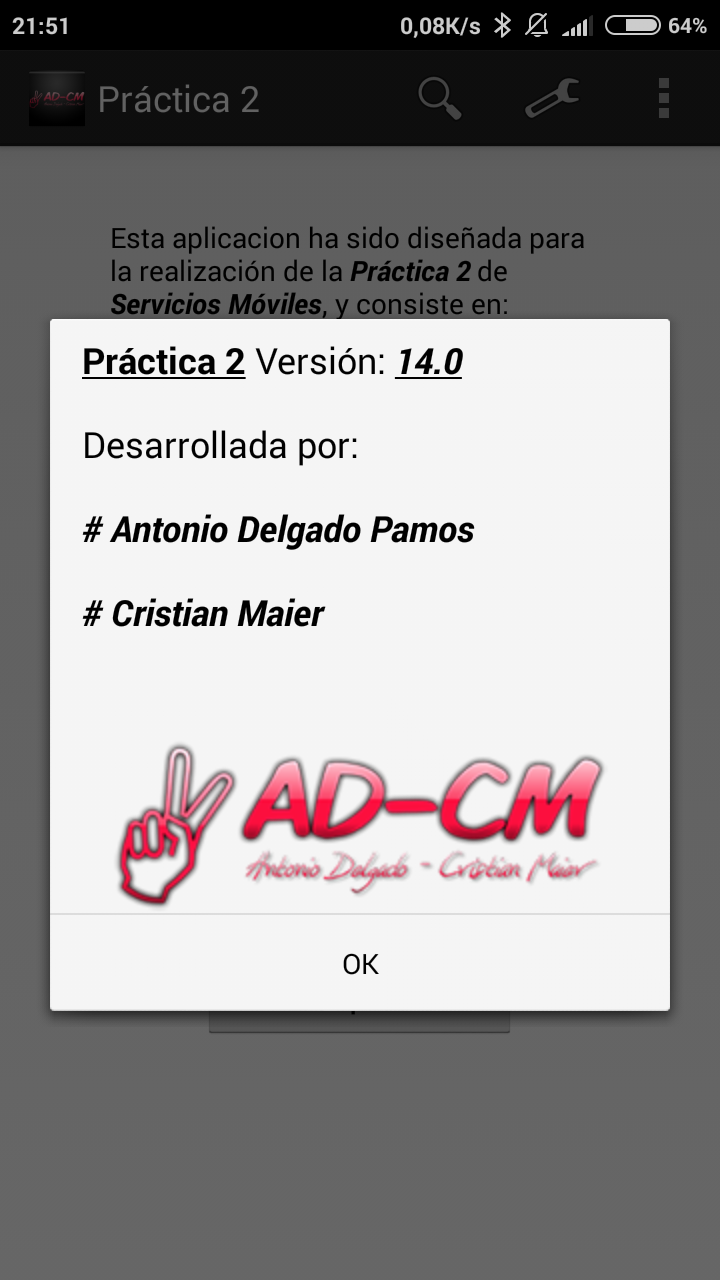 21:51 0,08K/s 64%
AD-CM Práctica 2
Esta aplicacion ha sido diseñada para
la realización de la Práctica 2 de
Servicios Móviles, y consiste en:
Práctica 2 Versión: 14.0
Desarrollada por:
# Antonio Delgado Pamos
# Cristian Maier
AD-CM
Antonio Delgado - Cristian Maier
OK